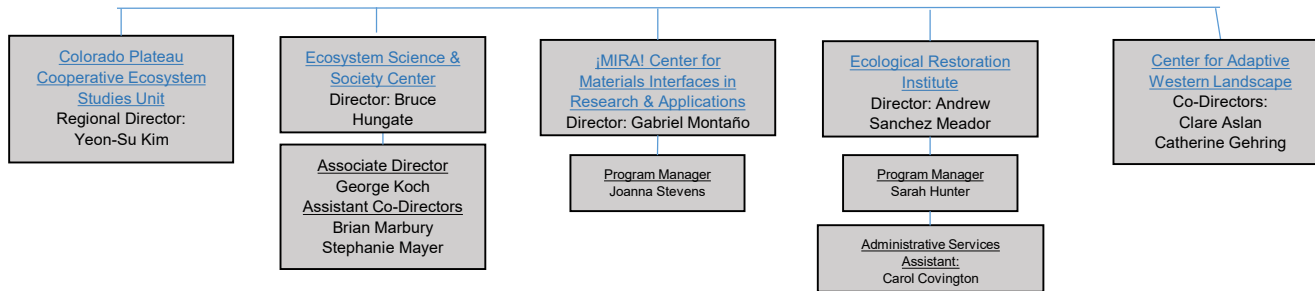 Colorado Plateau
Cooperative Ecosystem
Studies Unit
Regional Director:
Yeon-Su Kim
Ecosystem Science &
Society Center
Director: Bruce
Hungate
Associate Director
George Koch
Assistant Co-Directors
Brian Marbury
Stephanie Mayer
¡MIRA! Center for
Materials Interfaces in
Research & Applications
Director: Gabriel Montaño
Program Manager
Joanna Stevens
Ecological Restoration
Institute
Director: Andrew
Sanchez Meador
Program Manager
Sarah Hunter
Administrative Services
Assistant:
Carol Covington
Center for Adaptive
Western Landscape
Co-Directors:
Clare Aslan
Catherine Gehring